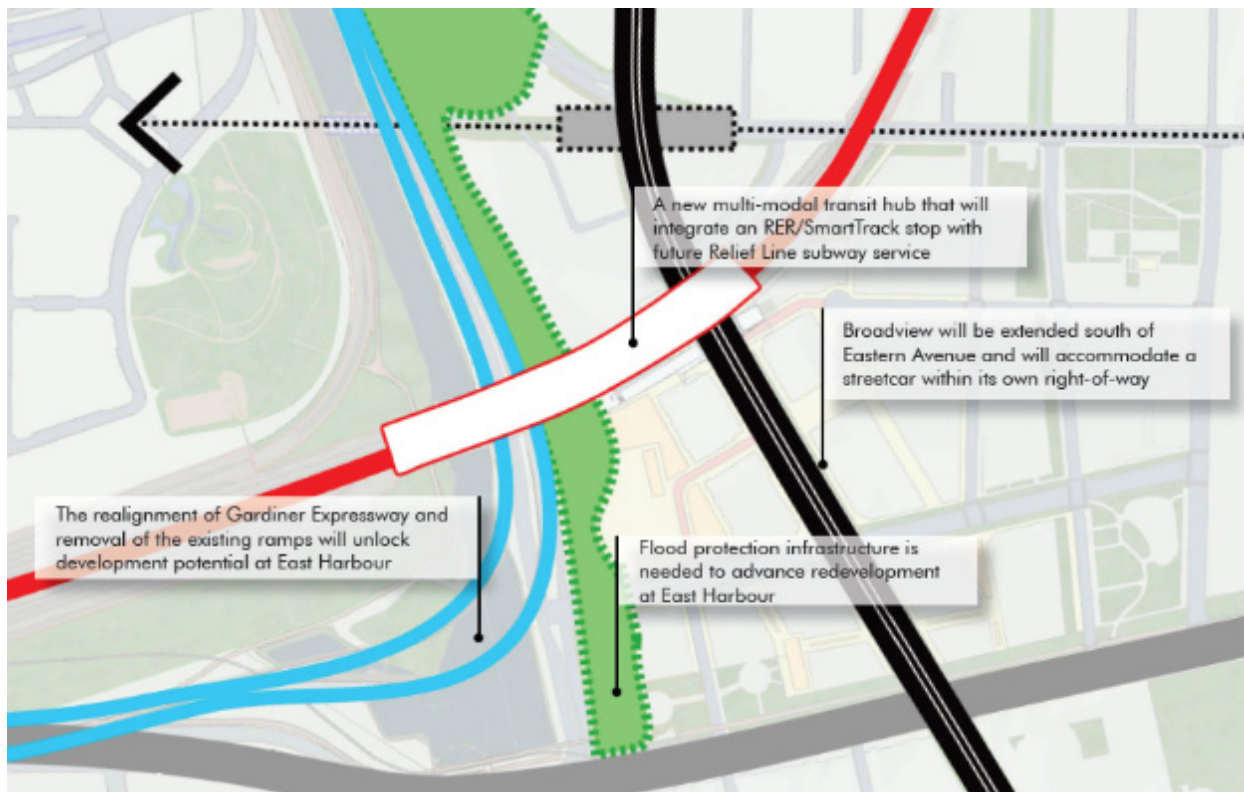 A new multi-modal transit hub that will
integrate an RER/SmartTrack stop with
future Relief Line subway service
Broadview will be extended south of
Eastern Avenue and will accommodate a
streetcar within its own right-of-way
The realignment of Gardiner Expressway and
removal of the existing ramps will unlock
development potential at East Harbour
Flood protection infrastructure is
needed to advance redevelopment
at East Harbour